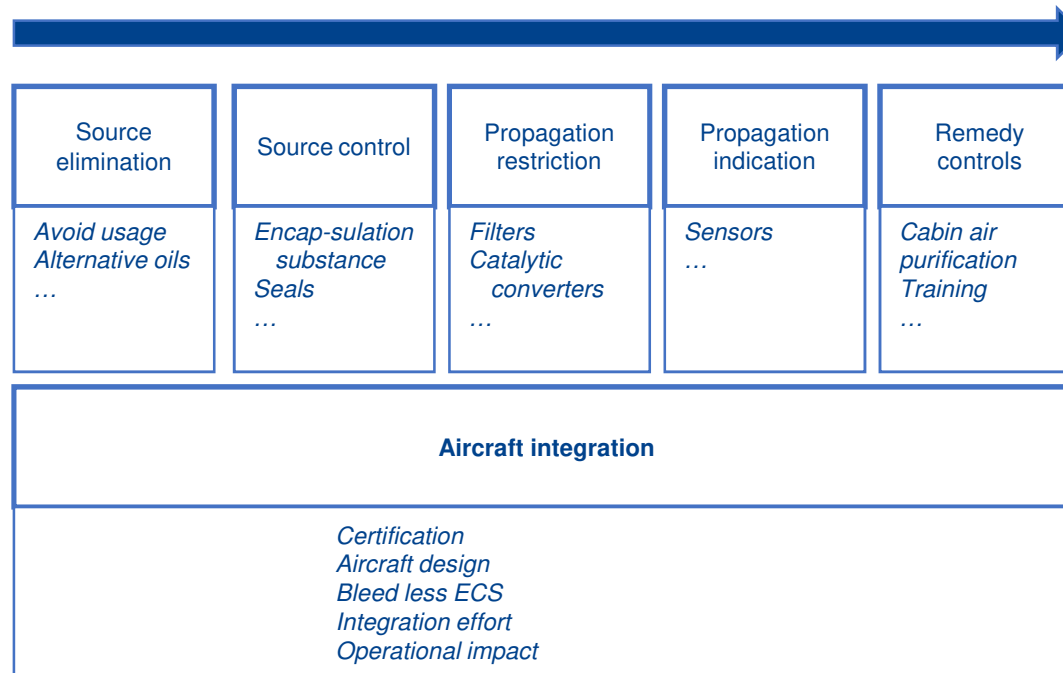 Source
elimination
Avoid usage
Alternative oils
…
Source control
Encap-sulation
substance
Seals
…
Propagation
restriction
Filters
Catalytic
converters
…
Propagation
indication
Sensors
…
Remedy
controls
Cabin air
purification
Training
…
Aircraft integration
Certification
Aircraft design
Bleed less ECS
Integration effort
Operational impact